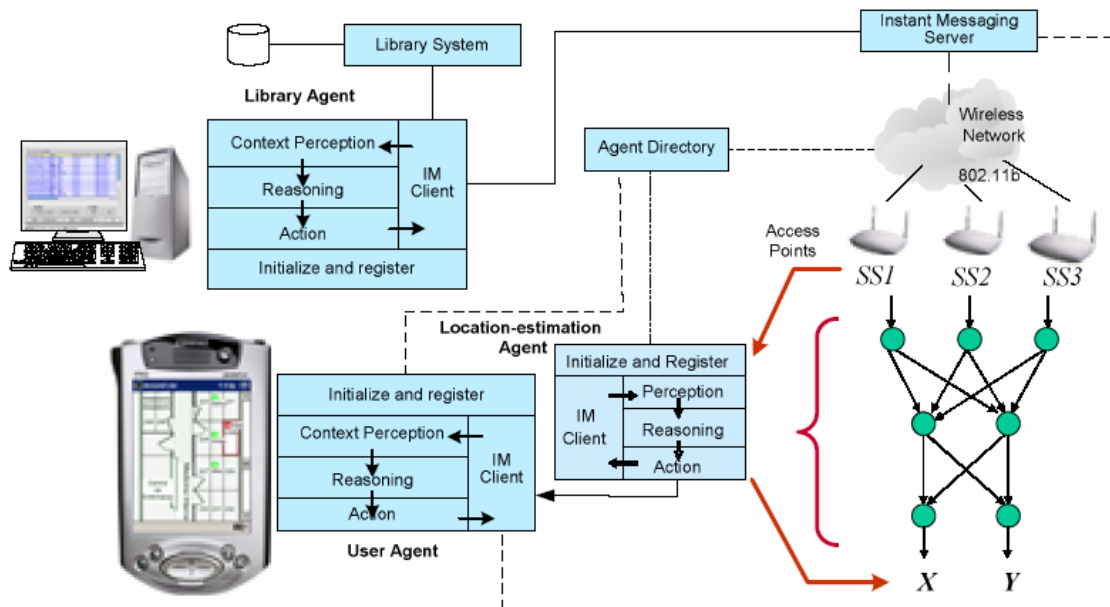 Library System
Instant Messaging
Server
Library Agent
Context Perception
Reasoning
Action
IM
Client
Initialize and register
Agent Directory
Wireless
Network
802.11b
Access
Points
SS1 SS2 SS3
Location-estimation
Agent
Initialize and Register
Perception
IM
Client
Reasoning
Action
Initialize and register
Context Perception
Reasoning
Action
IM
Client
User Agent
X Y